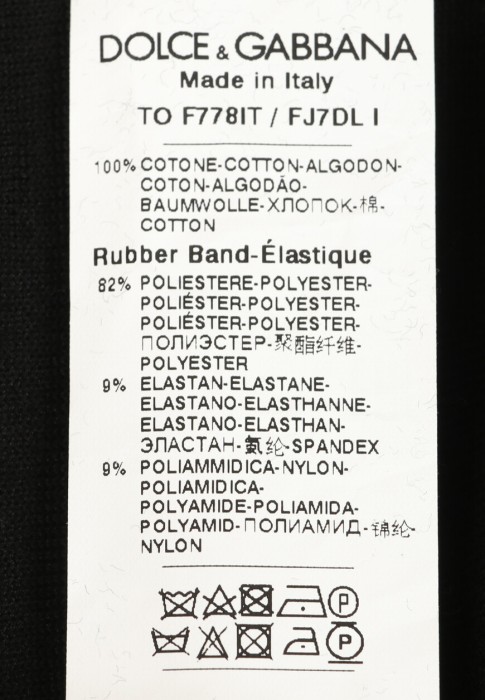 DOLCE & GABBANA
Made in Italy
TO F778IT / FJ7DL I
100% COTONE-COTTON-ALGODON-
COTON-ALGODÃO-
BAUMWOLLE-ХЛОПОК-棉-
COTTON
Rubber Band-Élastique
82% POLIESTERE-POLYESTER-
POLIÉSTER-POLYESTER-
POLIÉSTER-POLYESTER-
ПОЛИЭСТЕР-聚酯纤维-
POLYESTER
9% ELASTAN-ELASTANE-
ELASTANO-ELASTHANNE-
ELASTANO-ELASTHAN-
ЭЛАСТАН-氨纶-SPANDEX
9% POLIAMMIDICA-NYLON-
POLIAMIDICA-
POLYAMIDE-POLIAMIDA-
POLYAMID-ПОЛИАМИД-锦纶-
NYLON
P
P